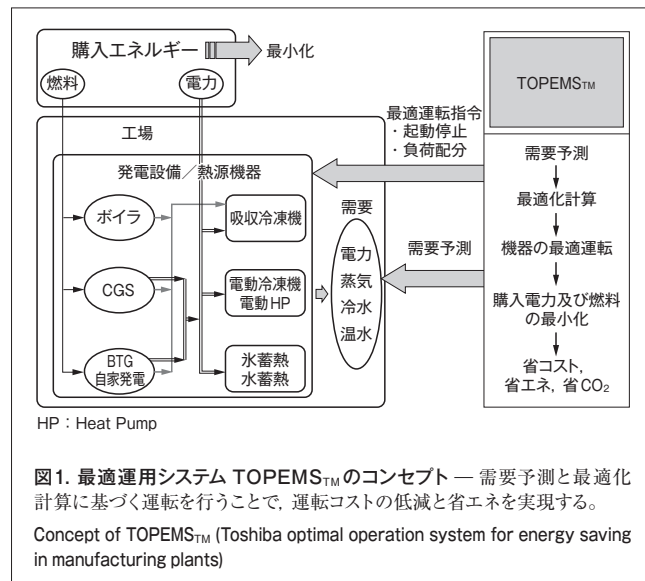 購入エネルギー
最小化
燃料
電力
工場
発電設備／熱源機器
ボイラ
CGS
BTG
自家発電
吸収冷凍機
電動冷凍機
電動HP
氷蓄熱
水蓄熱
需要
電力
蒸気
冷水
温水
最適運転指令
・起動停止
・負荷配分
需要予測
TOPEMSTM
需要予測
最適化計算
機器の最適運転
購入電力及び燃料
の最小化
省コスト,
省エネ, 省CO2
HP：Heat Pump
図1. 最適運用システム TOPEMSTMのコンセプト — 需要予測と最適化
計算に基づく運転を行うことで, 運転コストの低減と省エネを実現する。
Concept of TOPEMSTM (Toshiba optimal operation system for energy saving
in manufacturing plants)